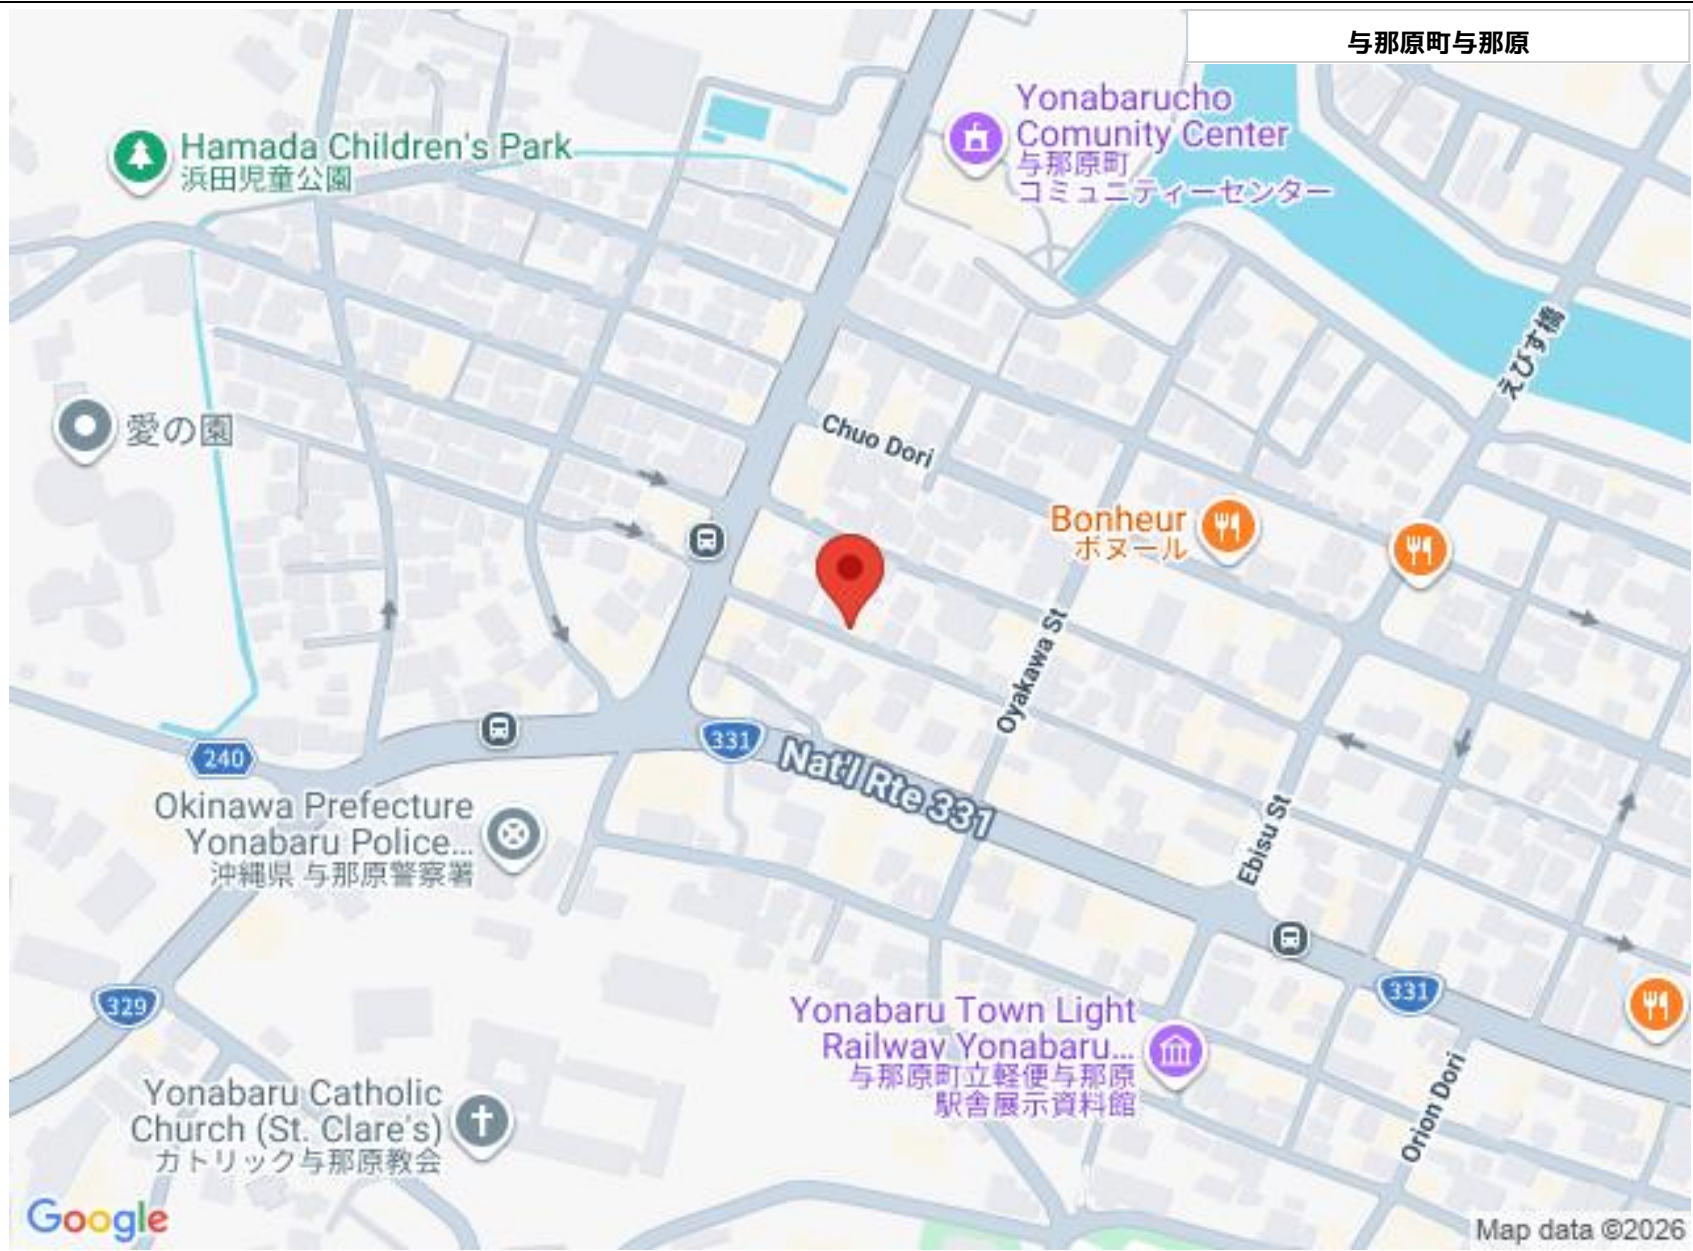 与那原町与那原
Yonabarucho
Comunity Center
与那原町
コミュニティーセンター
Hamada Children's Park
浜田児童公園
えびす橋
愛の園
Chuo Dori
Bonheur
ボヌール
Oyakawa St
240
331
Nat'l Rte 331
Okinawa Prefecture
Yonabaru Police...
沖縄県 与那原警察署
Ebisu St
329
331
Yonabaru Town Light
Railway Yonabaru...
与那原町立軽便与那原
駅舎展示資料館
Orion Dori
Yonabaru Catholic
Church (St. Clare's)
カトリック与那原教会
Google
Map data ©2026